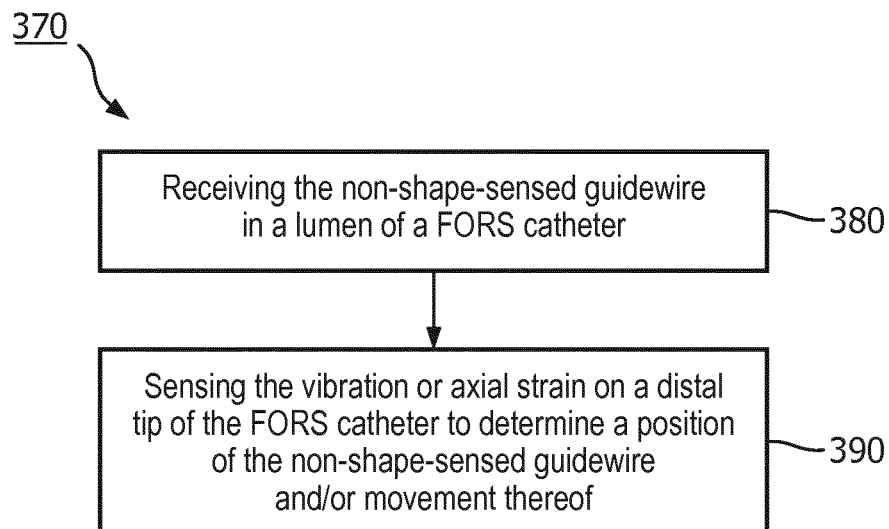 370
Receiving the non-shape-sensed guidewire
in a lumen of a FORS catheter
380
Sensing the vibration or axial strain on a distal
tip of the FORS catheter to determine a position
of the non-shape-sensed guidewire
and/or movement thereof
390